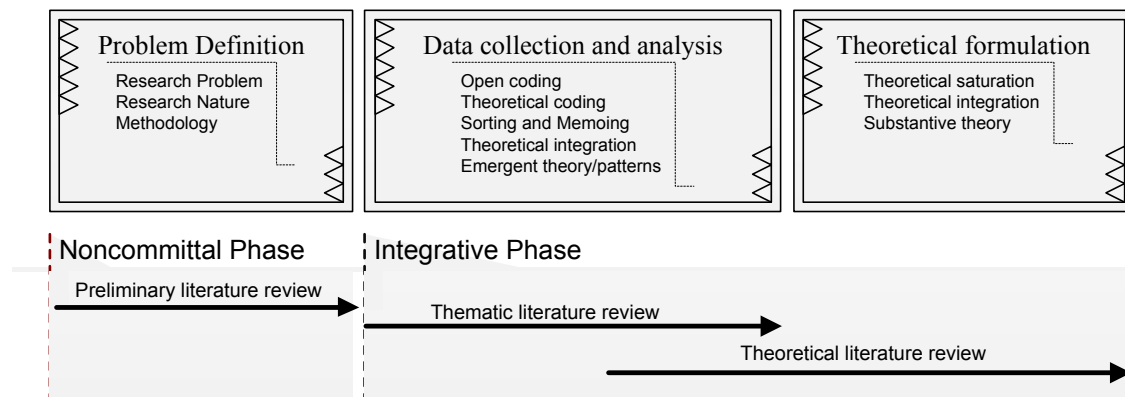 Problem Definition
Research Problem
Research Nature
Methodology
Data collection and analysis
Open coding
Theoretical coding
Sorting and Memoing
Theoretical integration
Emergent theory/patterns
Theoretical formulation
Theoretical saturation
Theoretical integration
Substantive theory
Noncommittal Phase
Integrative Phase
Preliminary literature review
Thematic literature review
Theoretical literature review